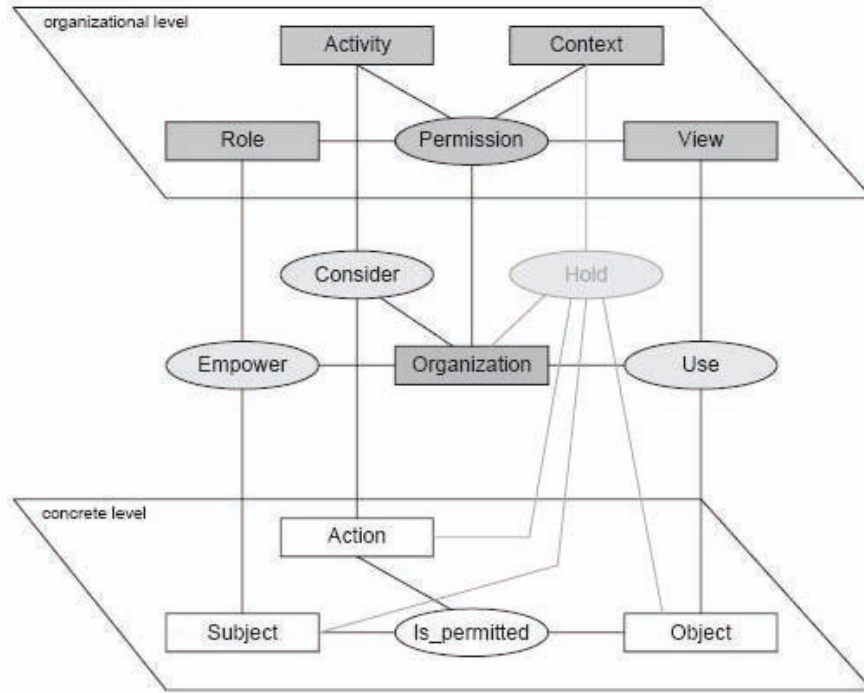 organizational level
Activity
Context
Role
Permission
View
Consider
Hold
Empower
Organization
Use
concrete level
Action
Subject
Is_permitted
Object